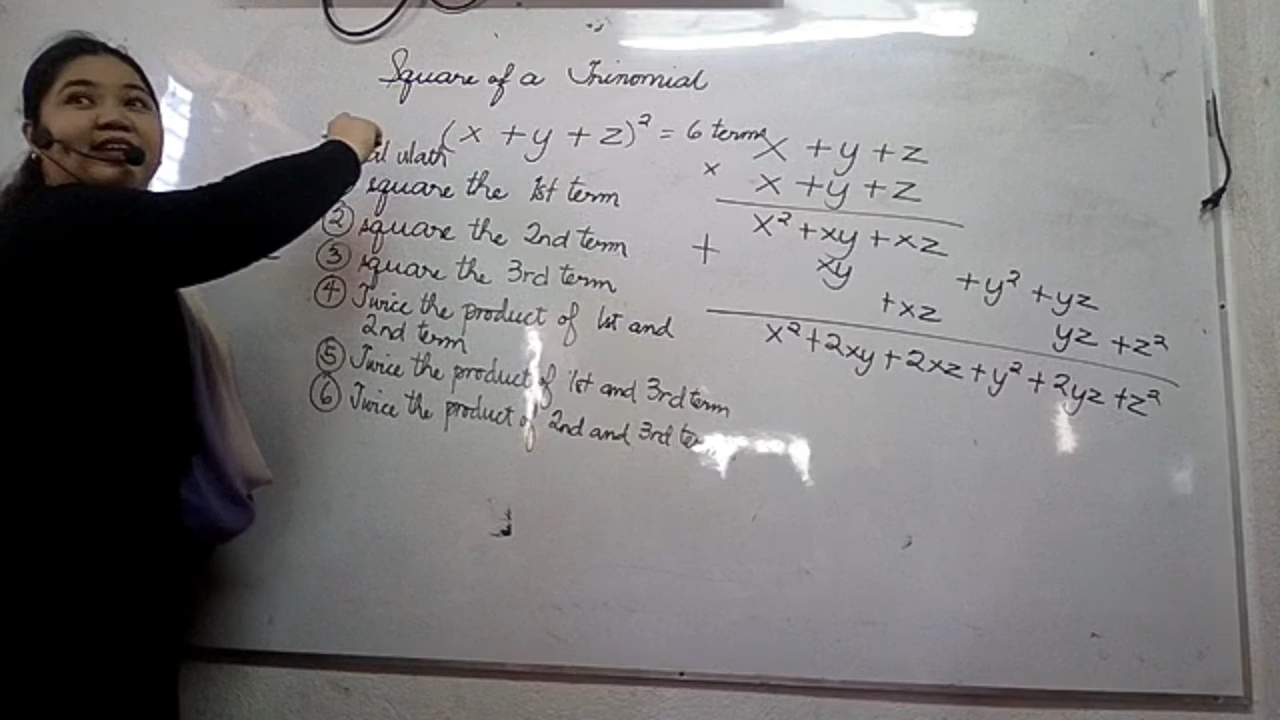 Square of a Trinomial
(x + y + z)² = 6 terms
square the 1st term
② square the 2nd term
③ square the 3rd term
④ Twice the product of 1st and
2nd term
⑤ Twice the product of 1st and 3rd term
⑥ Twice the product of 2nd and 3rd
x + y + z
× x + y + z
x² + xy + xz
+ xy + y² + yz
+ xz yz + z²
x² + 2xy + 2xz + y² + 2yz + z²